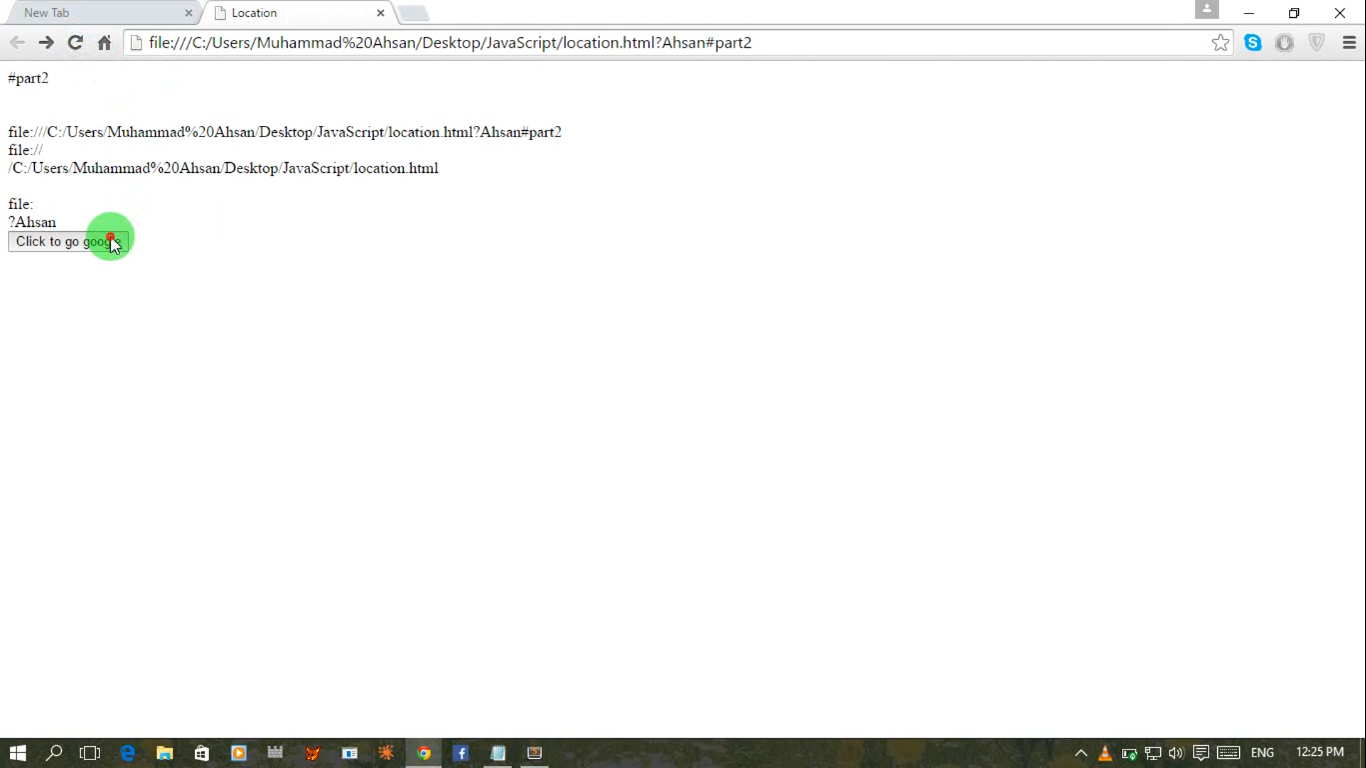 New Tab
Location
file:///C:/Users/Muhammad%20Ahsan/Desktop/JavaScript/location.html?Ahsan#part2
#part2
file:///C:/Users/Muhammad%20Ahsan/Desktop/JavaScript/location.html?Ahsan#part2
file://
/C:/Users/Muhammad%20Ahsan/Desktop/JavaScript/location.html
file:
?Ahsan
Click to go google
ENG
12:25 PM